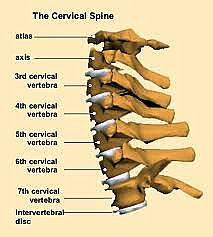 The Cervical Spine
atlas
axis
3rd cervical
vertebra
4th cervical
vertebra
5th cervical
vertebra
6th cervical
vertebra
7th cervical
vertebra
Intervertebral
disc